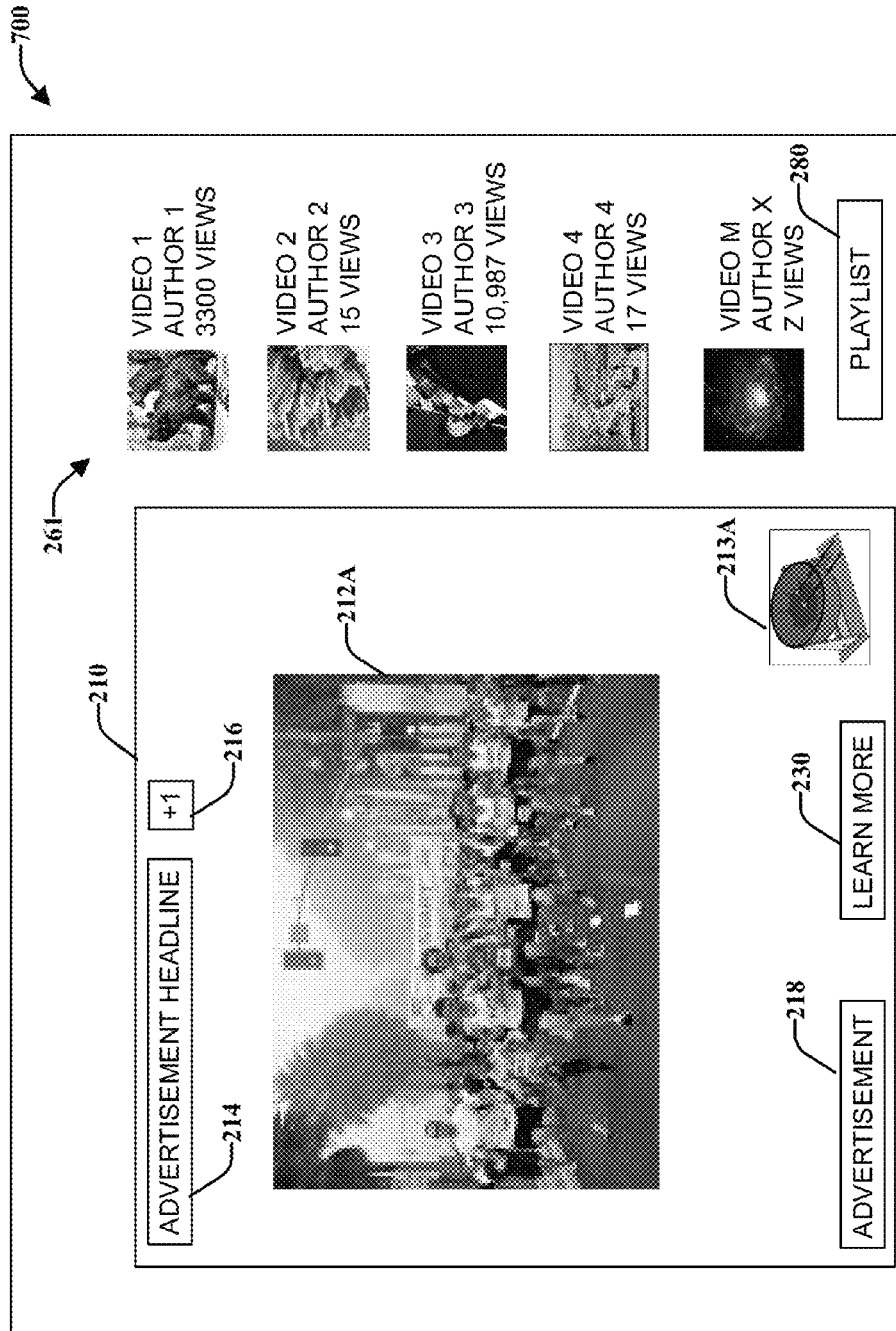 700
261
210
ADVERTISEMENT HEADLINE
+1
214
216
212A
213A
ADVERTISEMENT
LEARN MORE
218
230
VIDEO 1
AUTHOR 1
3300 VIEWS
VIDEO 2
AUTHOR 2
15 VIEWS
VIDEO 3
AUTHOR 3
10,987 VIEWS
VIDEO 4
AUTHOR 4
17 VIEWS
VIDEO M
AUTHOR X
Z VIEWS
PLAYLIST
280